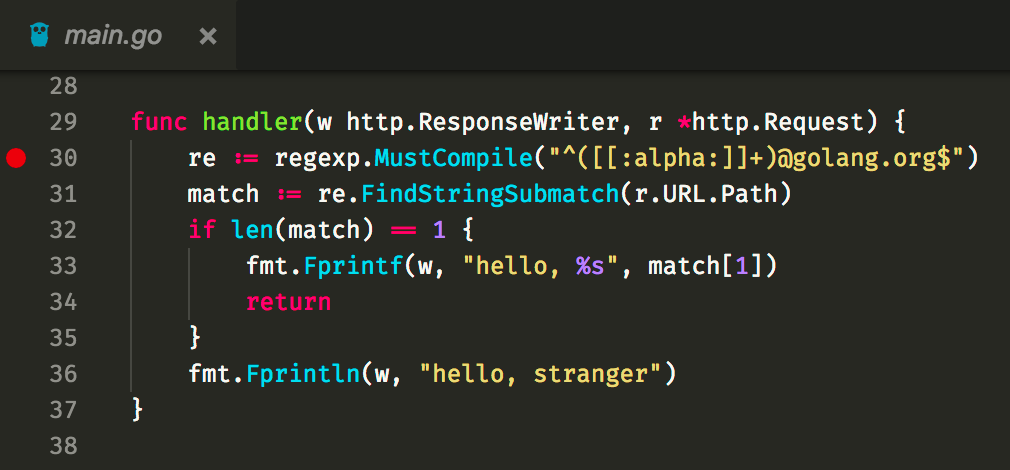 main.go ×
28
29 func handler(w http.ResponseWriter, r *http.Request) {
30 re := regexp.MustCompile("^([[:alpha:]]+)@golang.org$")
31 match := re.FindStringSubmatch(r.URL.Path)
32 if len(match) == 1 {
33 fmt.Fprintf(w, "hello, %s", match[1])
34 return
35 }
36 fmt.Fprintln(w, "hello, stranger")
37 }
38